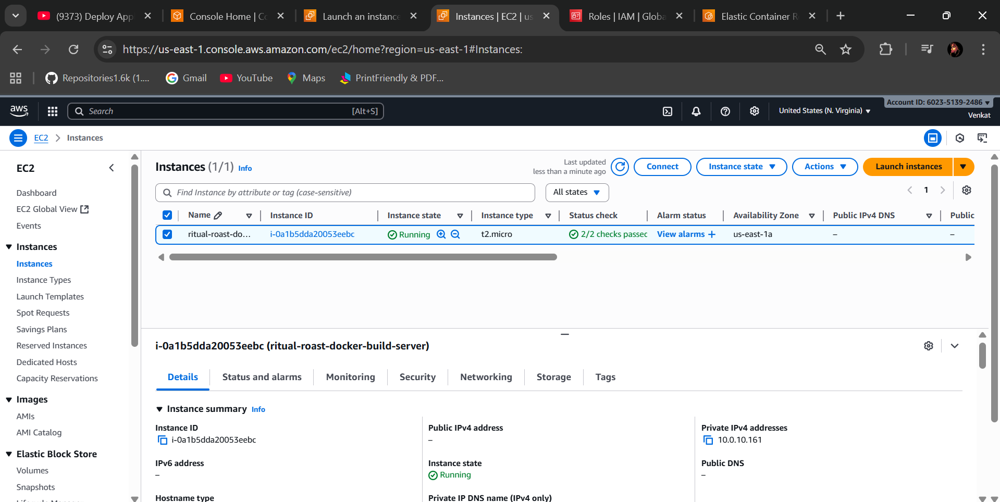 (9373) Deploy App
Console Home | Co
Launch an instance
Instances | EC2 | us
Roles | IAM | Globa
Elastic Container R
https://us-east-1.console.aws.amazon.com/ec2/home?region=us-east-1#Instances:
Repositories1.6k (1....
Gmail
YouTube
Maps
PrintFriendly & PDF...
aws
Search
[Alt+S]
United States (N. Virginia)
Account ID: 6023-5139-2486
Venkat
EC2
Instances
EC2
Dashboard
EC2 Global View
Events
Instances
Instances
Instance Types
Launch Templates
Spot Requests
Savings Plans
Reserved Instances
Dedicated Hosts
Capacity Reservations
Images
AMIs
AMI Catalog
Elastic Block Store
Volumes
Snapshots
Instances (1/1) Info
Last updated
less than a minute ago
Connect
Instance state
Actions
Launch instances
Find Instance by attribute or tag (case-sensitive)
All states
1
Name Instance ID Instance state Instance type Status check Alarm status Availability Zone Public IPv4 DNS Public
ritual-roast-do... i-0a1b5dda20053eebc Running t2.micro 2/2 checks passec View alarms + us-east-1a – –
i-0a1b5dda20053eebc (ritual-roast-docker-build-server)
Details
Status and alarms
Monitoring
Security
Networking
Storage
Tags
Instance summary Info
Instance ID
i-0a1b5dda20053eebc
Public IPv4 address
–
Private IPv4 addresses
10.0.10.161
IPv6 address
–
Instance state
Running
Public DNS
–
Hostname type
Private IP DNS name (IPv4 only)